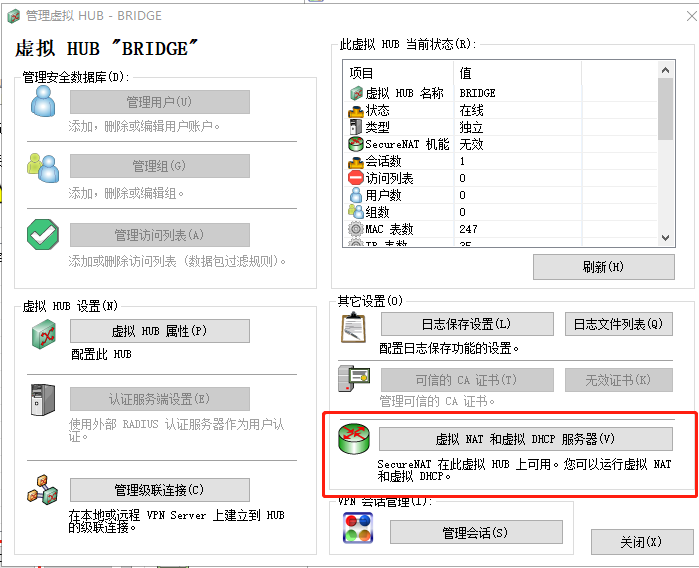 管理虚拟 HUB - BRIDGE
虚拟 HUB "BRIDGE"
管理安全数据库(D):
管理用户(U)
添加，删除或编辑用户账户。
管理组(G)
添加，删除或编辑组。
管理访问列表(A)
添加或删除访问列表 (数据包过滤规则)。
虚拟 HUB 设置(N)
虚拟 HUB 属性(P)
配置此 HUB
认证服务端设置(E)
使用外部 RADIUS 认证服务器作为用户认
证。
管理级联连接(C)
在本地或远程 VPN Server 上建立到 HUB
的级联连接。
此虚拟 HUB 当前状态(R):
项目 值
虚拟 HUB 名称 BRIDGE
状态 在线
类型 独立
SecureNAT 机能 无效
会话数 1
访问列表 0
用户数 0
组数 0
MAC 表数 247
IP 表数 35
刷新(H)
其它设置(O)
日志保存设置(L) 日志文件列表(Q)
配置日志保存功能的设置。
可信的 CA 证书(T) 无效证书(K)
管理可信的 CA 证书。
虚拟 NAT 和虚拟 DHCP 服务器(V)
SecureNAT 在此虚拟 HUB 上可用。您可以运行虚拟 NAT
和虚拟 DHCP。
VPN 会话管理(I):
管理会话(S)
关闭(X)